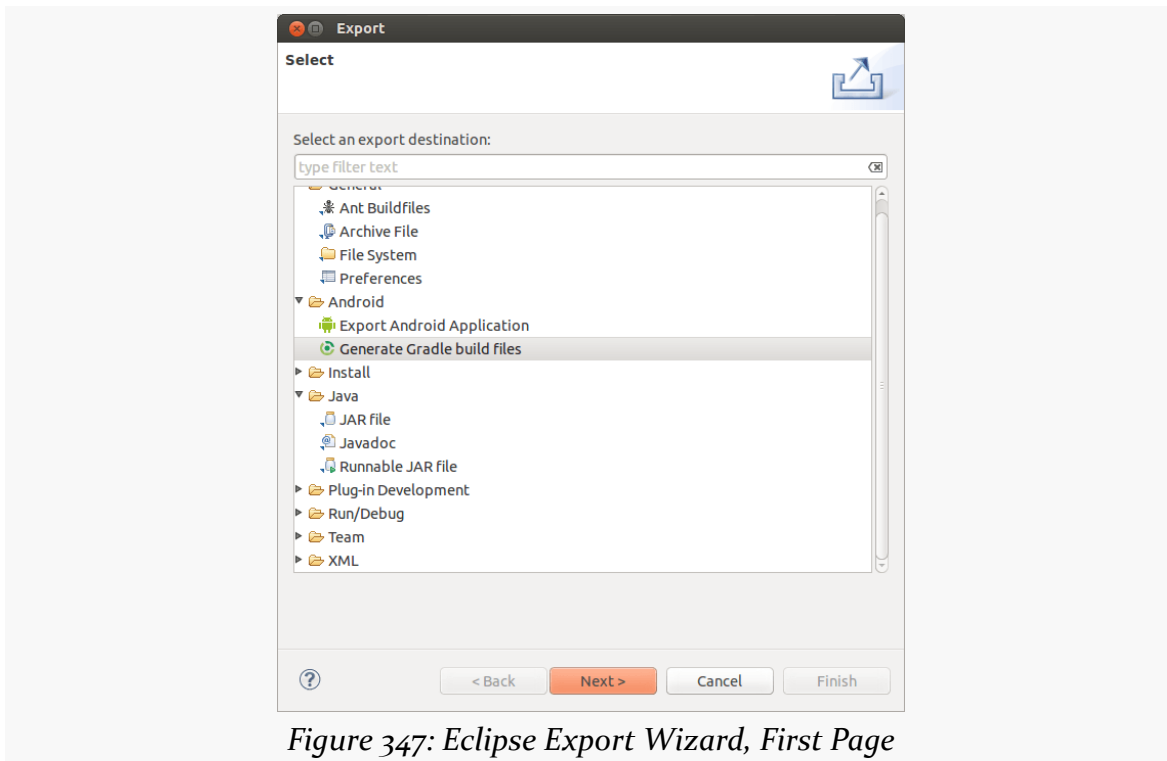 Export
Select
Select an export destination:
type filter text
General
Ant Buildfiles
Archive File
File System
Preferences
Android
Export Android Application
Generate Gradle build files
Install
Java
JAR file
Javadoc
Runnable JAR file
Plug-in Development
Run/Debug
Team
XML
< Back
Next >
Cancel
Finish
Figure 347: Eclipse Export Wizard, First Page